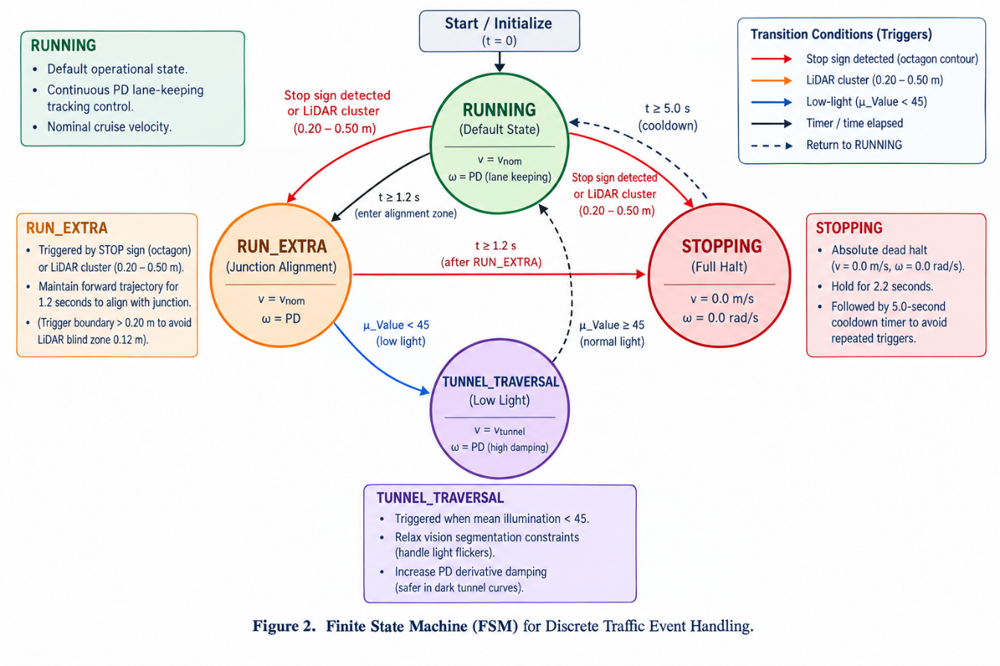 Start / Initialize
(t = 0)
RUNNING
• Default operational state.
• Continuous PD lane-keeping
tracking control.
• Nominal cruise velocity.
Transition Conditions (Triggers)
Stop sign detected (octagon contour)
LiDAR cluster (0.20 – 0.50 m)
Low-light (μ_Value < 45)
Timer / time elapsed
Return to RUNNING
Stop sign detected
or LiDAR cluster
(0.20 – 0.50 m)
RUNNING
(Default State)
v = vnom
ω = PD (lane keeping)
t ≥ 5.0 s
(cooldown)
Stop sign detected
or LiDAR cluster
(0.20 – 0.50 m)
t ≥ 1.2 s
(enter alignment zone)
RUN_EXTRA
• Triggered by STOP sign (octagon)
or LiDAR cluster (0.20 – 0.50 m).
• Maintain forward trajectory for
1.2 seconds to align with junction.
• (Trigger boundary > 0.20 m to avoid
LiDAR blind zone 0.12 m).
RUN_EXTRA
(Junction Alignment)
v = vnom
ω = PD
t ≥ 1.2 s
(after RUN_EXTRA)
STOPPING
(Full Halt)
v = 0.0 m/s
ω = 0.0 rad/s
STOPPING
• Absolute dead halt
(v = 0.0 m/s, ω = 0.0 rad/s).
• Hold for 2.2 seconds.
• Followed by 5.0-second
cooldown timer to avoid
repeated triggers.
μ_Value < 45
(low light)
μ_Value ≥ 45
(normal light)
TUNNEL_TRAVERSAL
(Low Light)
v = vtunnel
ω = PD (high damping)
TUNNEL_TRAVERSAL
• Triggered when mean illumination < 45.
• Relax vision segmentation constraints
(handle light flickers).
• Increase PD derivative damping
(safer in dark tunnel curves).
Figure 2. Finite State Machine (FSM) for Discrete Traffic Event Handling.